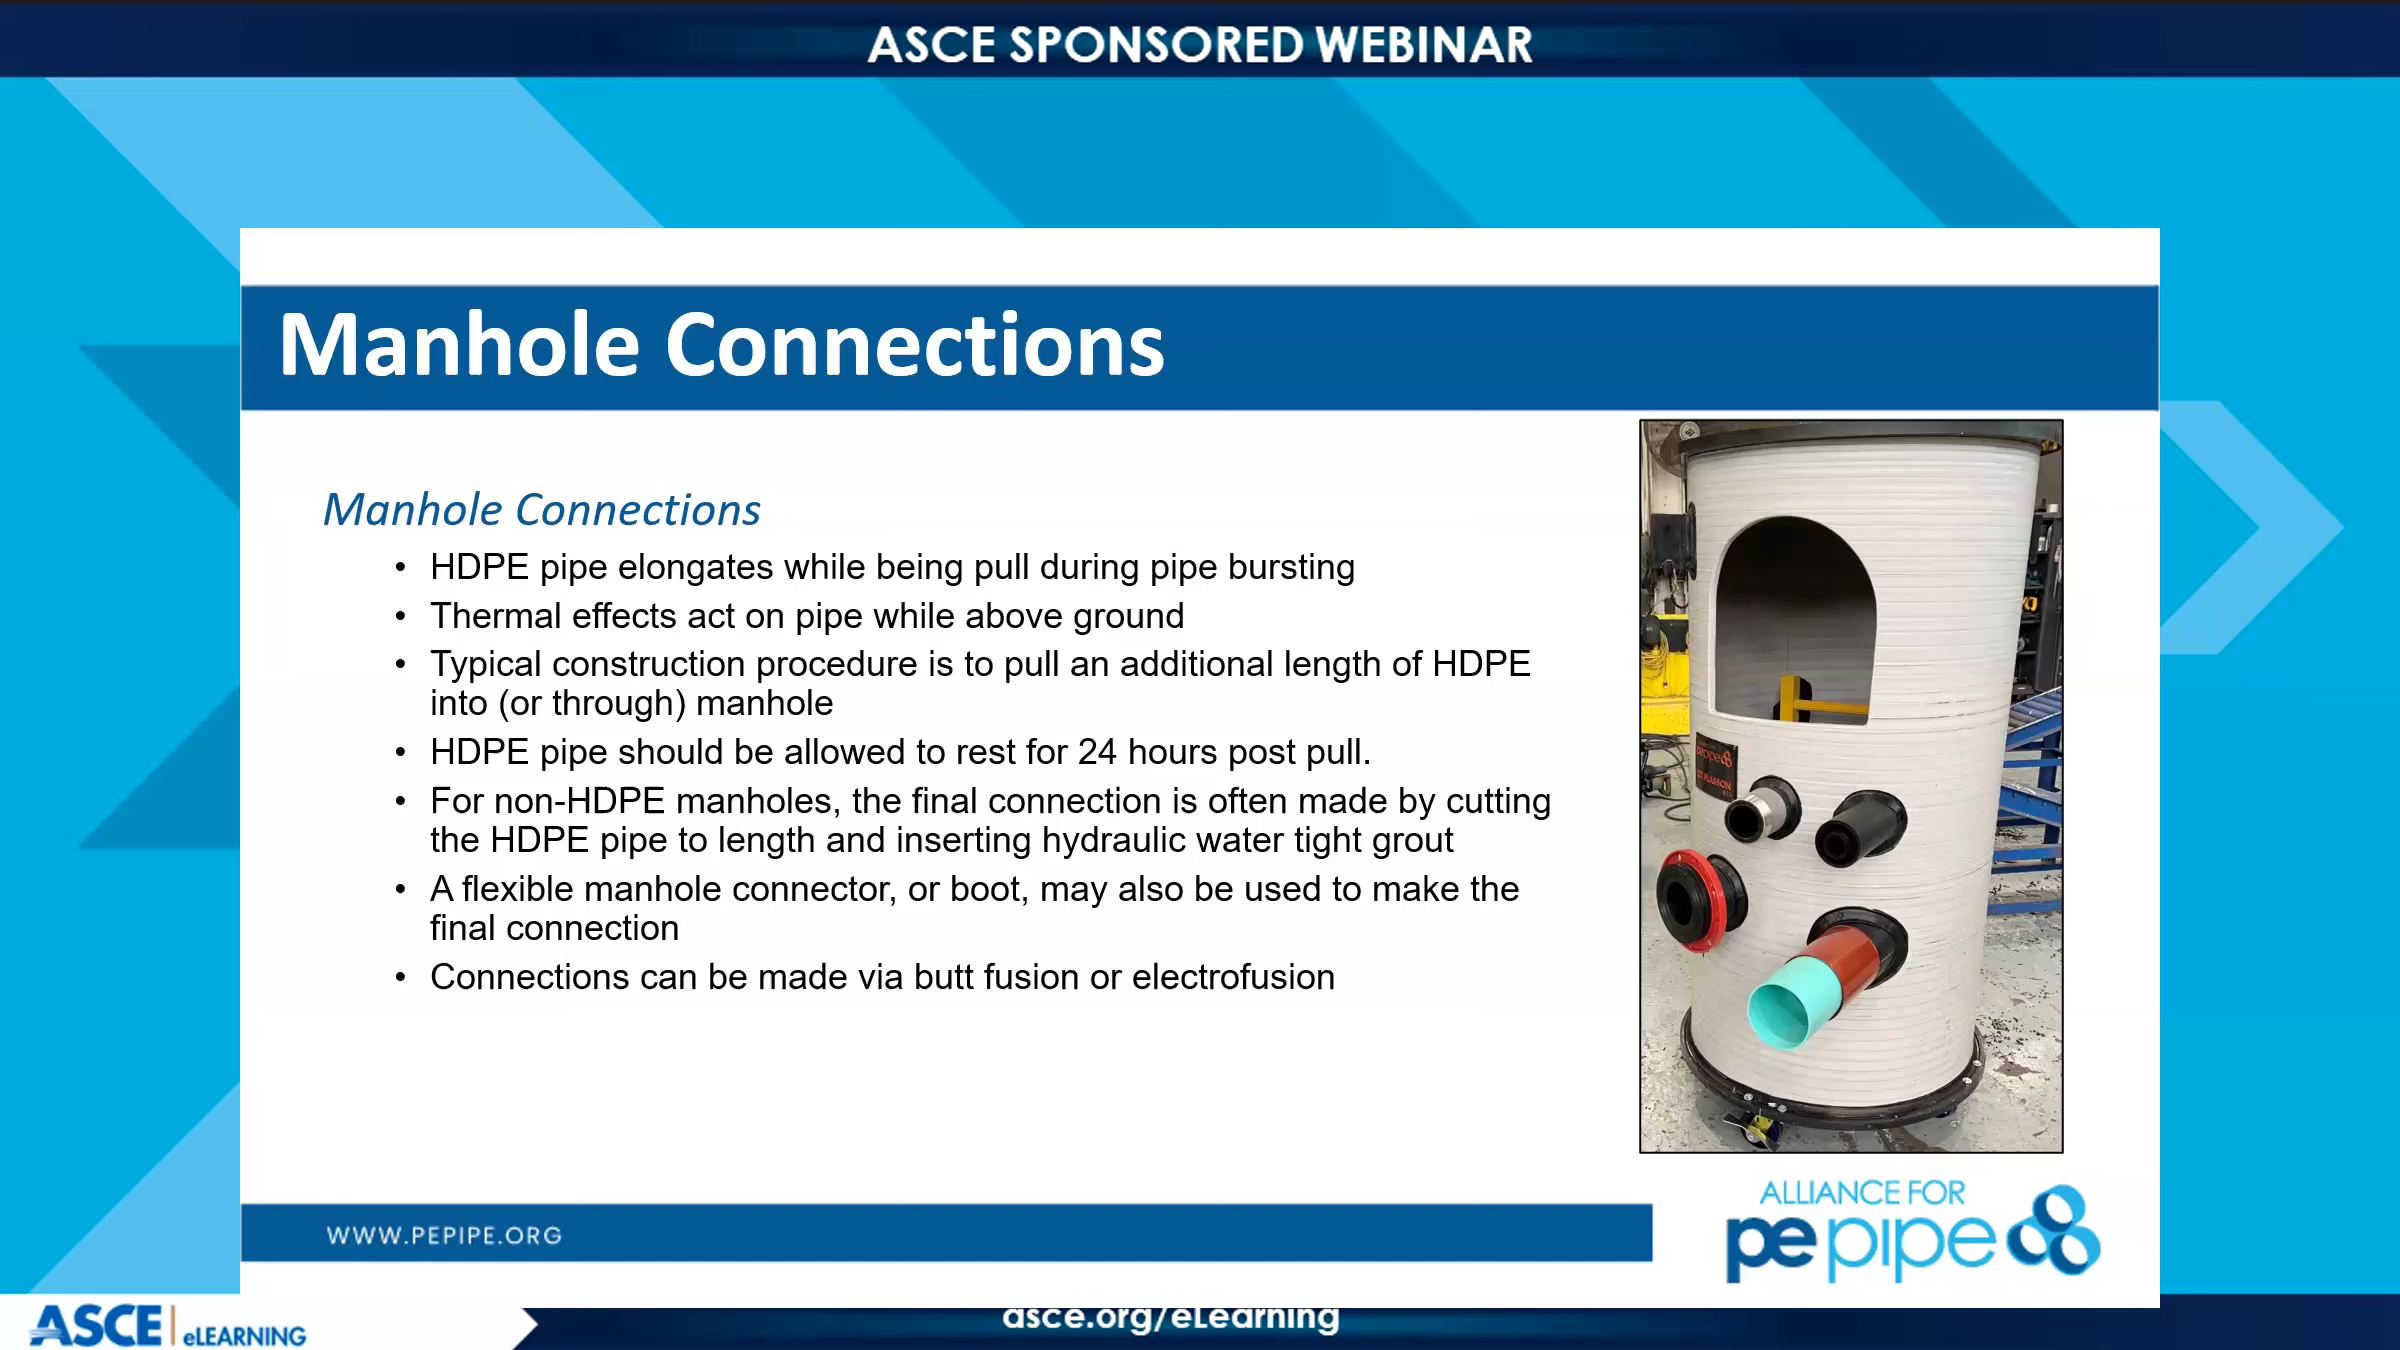 ASCE SPONSORED WEBINAR
Manhole Connections
Manhole Connections
• HDPE pipe elongates while being pull during pipe bursting
• Thermal effects act on pipe while above ground
• Typical construction procedure is to pull an additional length of HDPE
into (or through) manhole
• HDPE pipe should be allowed to rest for 24 hours post pull.
• For non-HDPE manholes, the final connection is often made by cutting
the HDPE pipe to length and inserting hydraulic water tight grout
• A flexible manhole connector, or boot, may also be used to make the
final connection
• Connections can be made via butt fusion or electrofusion
pepipe
PLASSON
WWW.PEPIPE.ORG
ALLIANCE FOR
pepipe
ASCE | eLEARNING
asce.org/eLearning